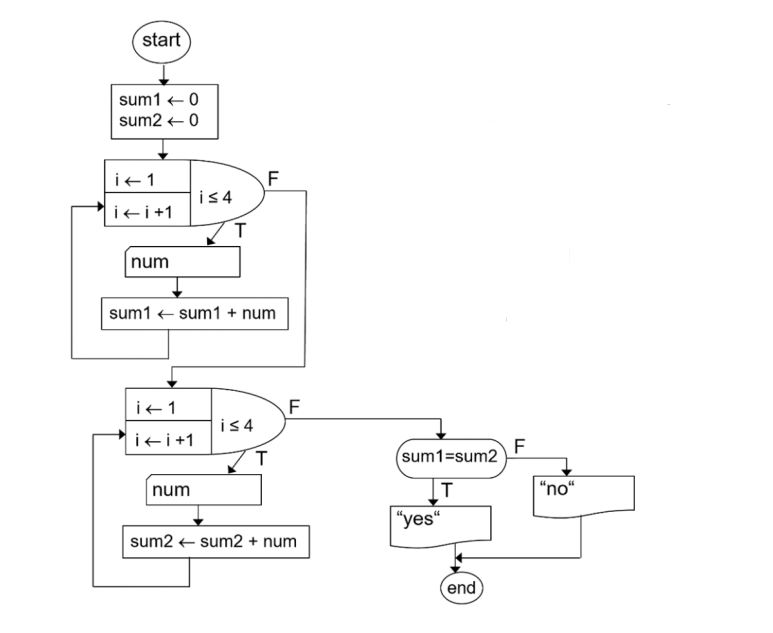 start
sum1 ← 0
sum2 ← 0
i ← 1
i ← i +1
i ≤ 4
F
T
num
sum1 ← sum1 + num
i ← 1
i ← i +1
i ≤ 4
F
T
num
sum2 ← sum2 + num
sum1=sum2
F
T
“no“
“yes“
end